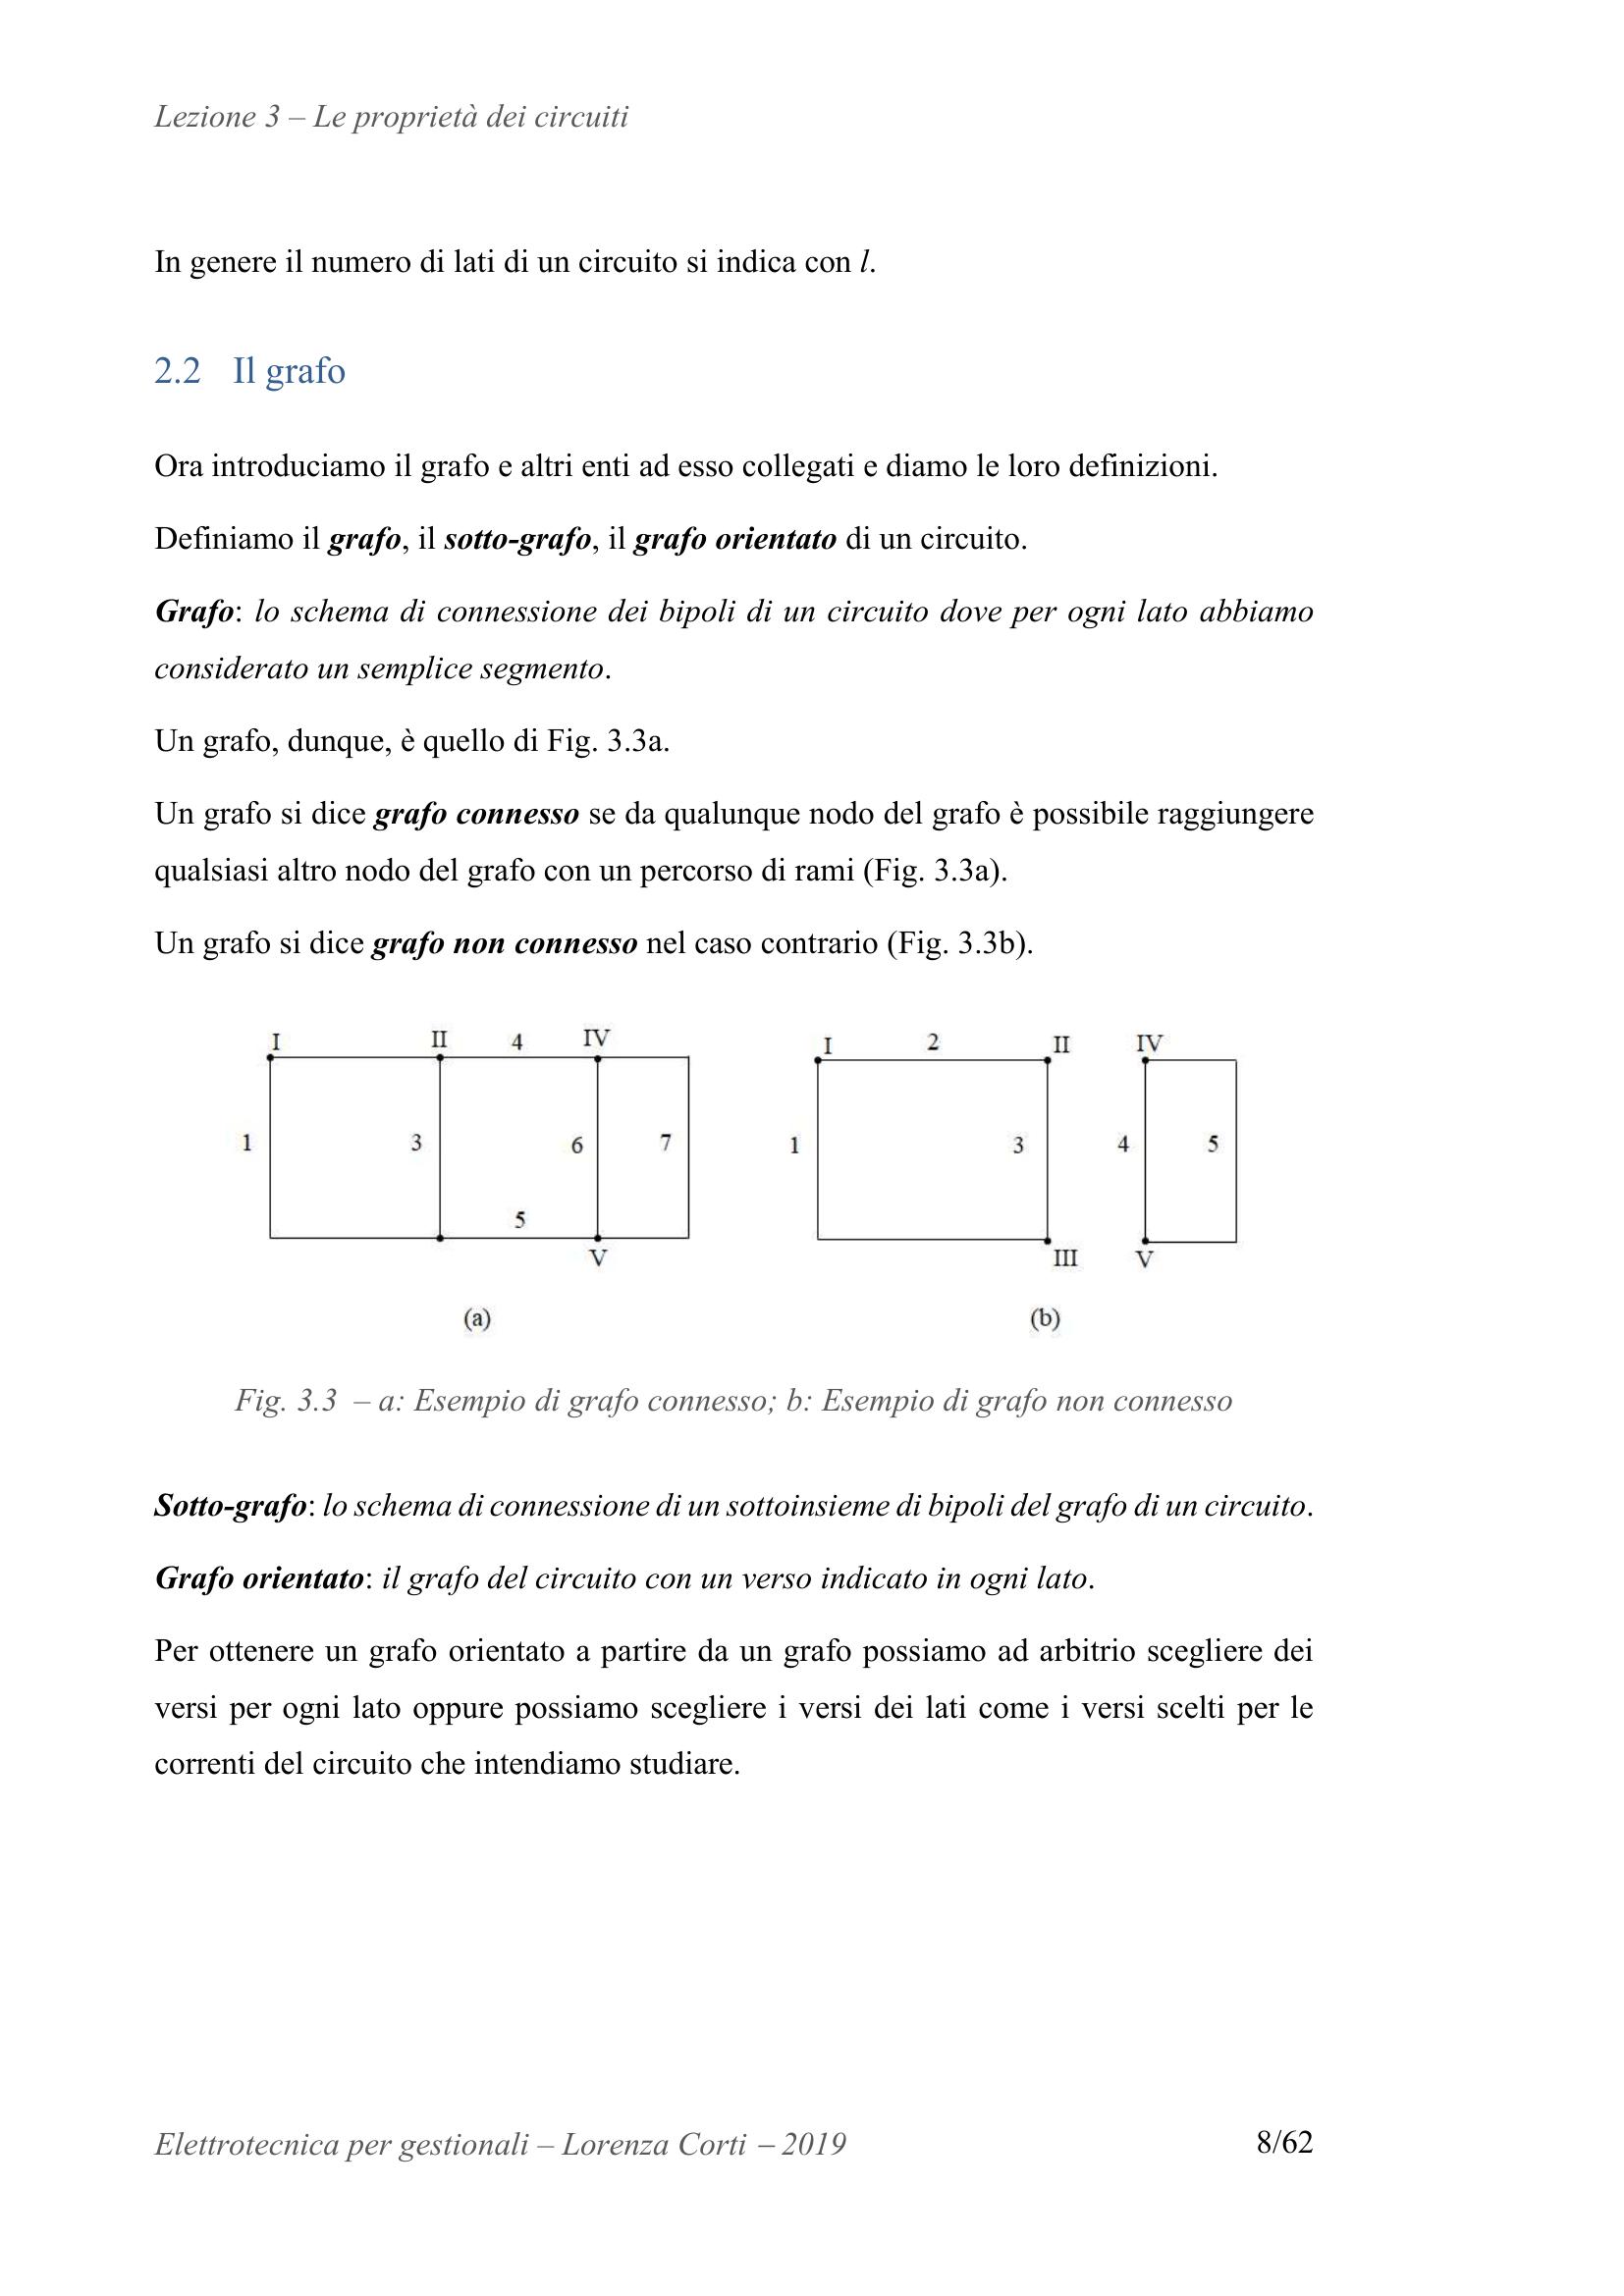 Lezione 3 – Le proprietà dei circuiti
In genere il numero di lati di un circuito si indica con l.
2.2 Il grafo
Ora introduciamo il grafo e altri enti ad esso collegati e diamo le loro definizioni.
Definiamo il grafo, il sotto-grafo, il grafo orientato di un circuito.
Grafo: lo schema di connessione dei bipoli di un circuito dove per ogni lato abbiamo
considerato un semplice segmento.
Un grafo, dunque, è quello di Fig. 3.3a.
Un grafo si dice grafo connesso se da qualunque nodo del grafo è possibile raggiungere
qualsiasi altro nodo del grafo con un percorso di rami (Fig. 3.3a).
Un grafo si dice grafo non connesso nel caso contrario (Fig. 3.3b).
I II 4 IV
1 3 6 7
5
V
(a)
I 2 II IV
1 3 4 5
III V
(b)
Fig. 3.3 – a: Esempio di grafo connesso; b: Esempio di grafo non connesso
Sotto-grafo: lo schema di connessione di un sottoinsieme di bipoli del grafo di un circuito.
Grafo orientato: il grafo del circuito con un verso indicato in ogni lato.
Per ottenere un grafo orientato a partire da un grafo possiamo ad arbitrio scegliere dei
versi per ogni lato oppure possiamo scegliere i versi dei lati come i versi scelti per le
correnti del circuito che intendiamo studiare.
Elettrotecnica per gestionali – Lorenza Corti – 2019 8/62